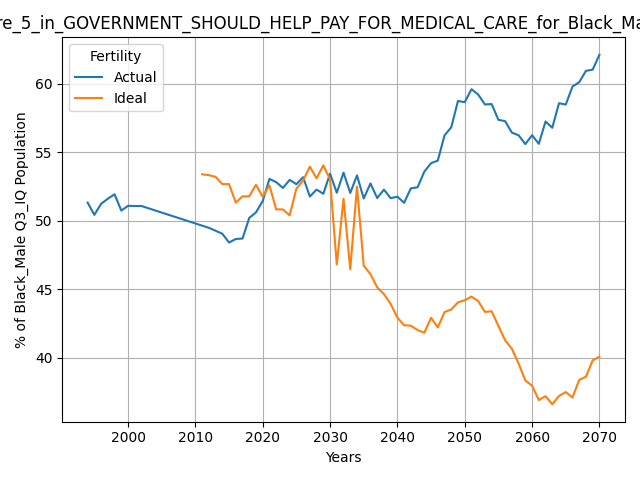 re_5_in_GOVERNMENT_SHOULD_HELP_PAY_FOR_MEDICAL_CARE_for_Black_Ma
Fertility
Actual
Ideal
% of Black_Male Q3_IQ Population
60
55
50
45
40
2000 2010 2020 2030 2040 2050 2060 2070
Years